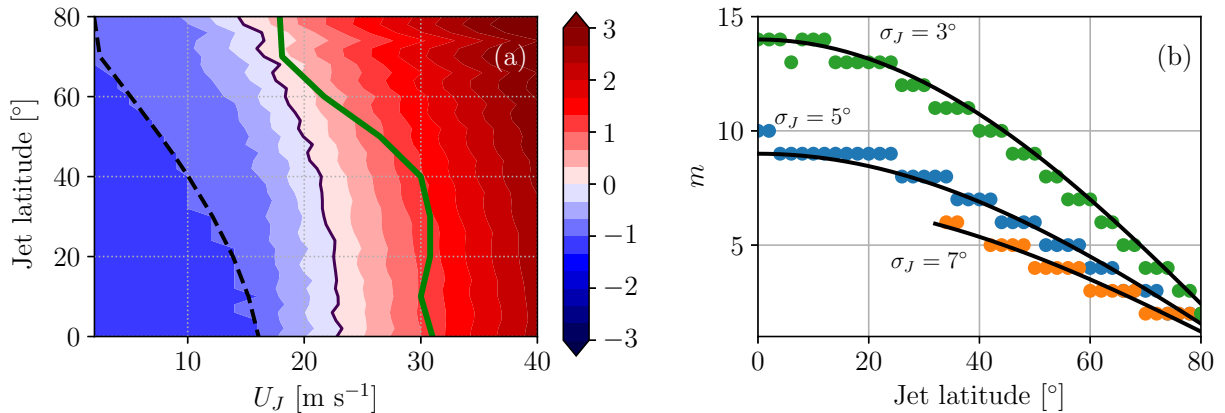 80
60
40
20
0
Jet latitude [°]
10
20
30
40
U_J [m s⁻¹]
(a)
3
2
1
0
−1
−2
−3
15
10
5
m
0
20
40
60
80
Jet latitude [°]
(b)
σ_J = 3°
σ_J = 5°
σ_J = 7°